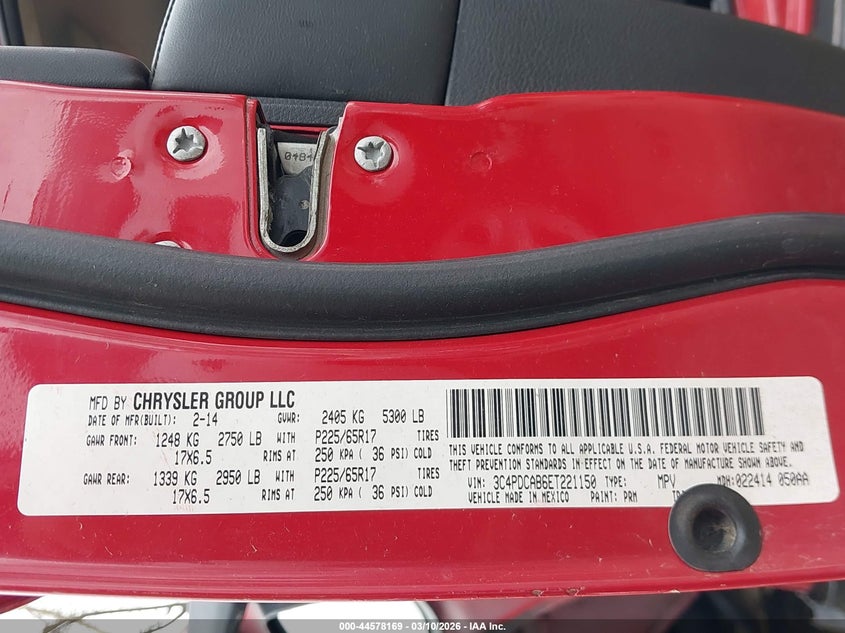 MFD BY CHRYSLER GROUP LLC
DATE OF MFR(BUILT): 2-14 GVWR: 2405 KG 5300 LB
GAWR FRONT: 1248 KG 2750 LB WITH P225/65R17 TIRES
17X6.5 RIMS AT 250 KPA ( 36 PSI) COLD
GAWR REAR: 1339 KG 2950 LB WITH P225/65R17 TIRES
17X6.5 RIMS AT 250 KPA ( 36 PSI) COLD
THIS VEHICLE CONFORMS TO ALL APPLICABLE U.S.A. FEDERAL MOTOR VEHICLE SAFETY AND
THEFT PREVENTION STANDARDS IN EFFECT ON THE DATE OF MANUFACTURE SHOWN ABOVE.
VIN: 3C4PDCAB6ET221150 TYPE: MPV MDH: 022414 050AA
VEHICLE MADE IN MEXICO PAINT: PRM
000-44578169 - 03/10/2026 - IAA Inc.